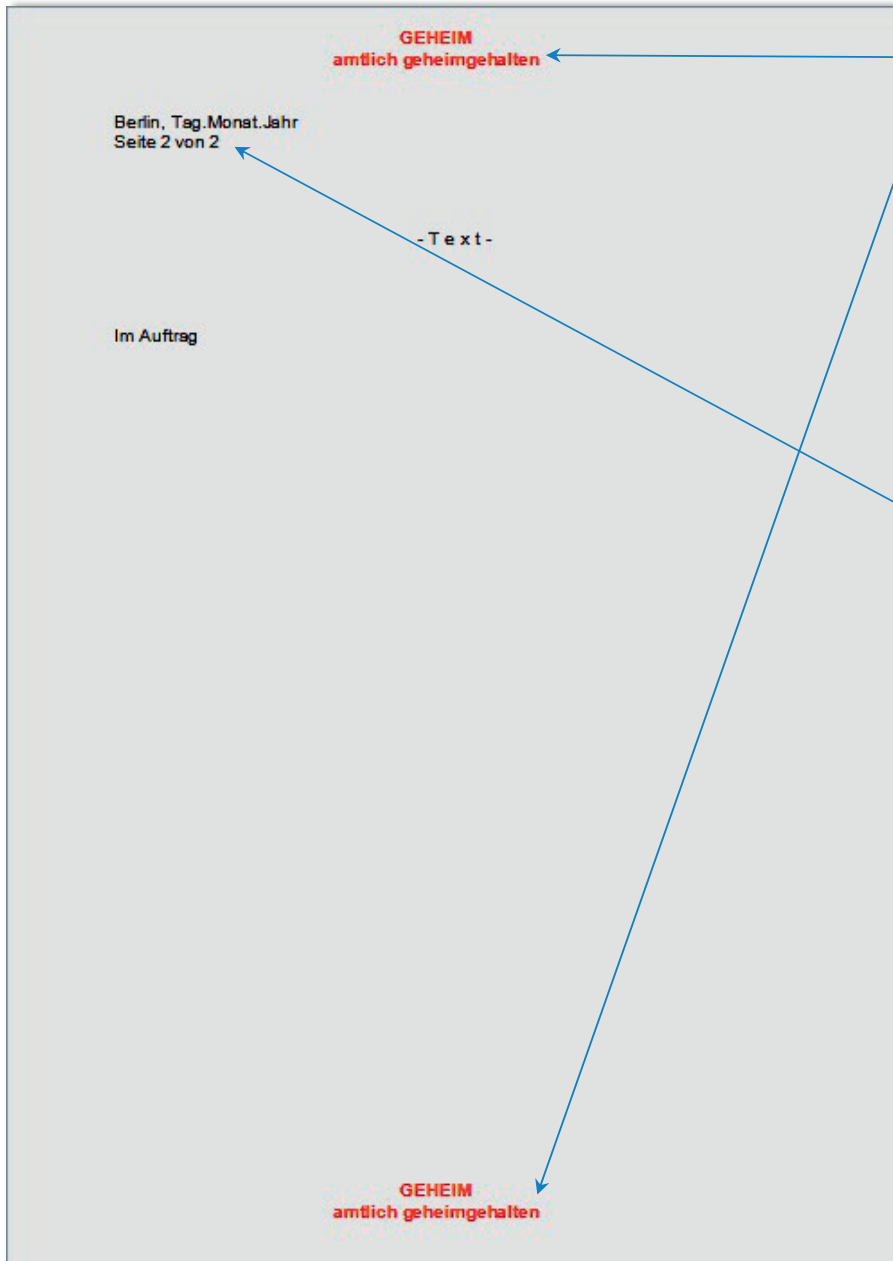 GEHEIM
amtlich geheimgehalten
Berlin, Tag.Monat.Jahr
Seite 2 von 2
- T e x t -
Im Auftrag
GEHEIM
amtlich geheimgehalten